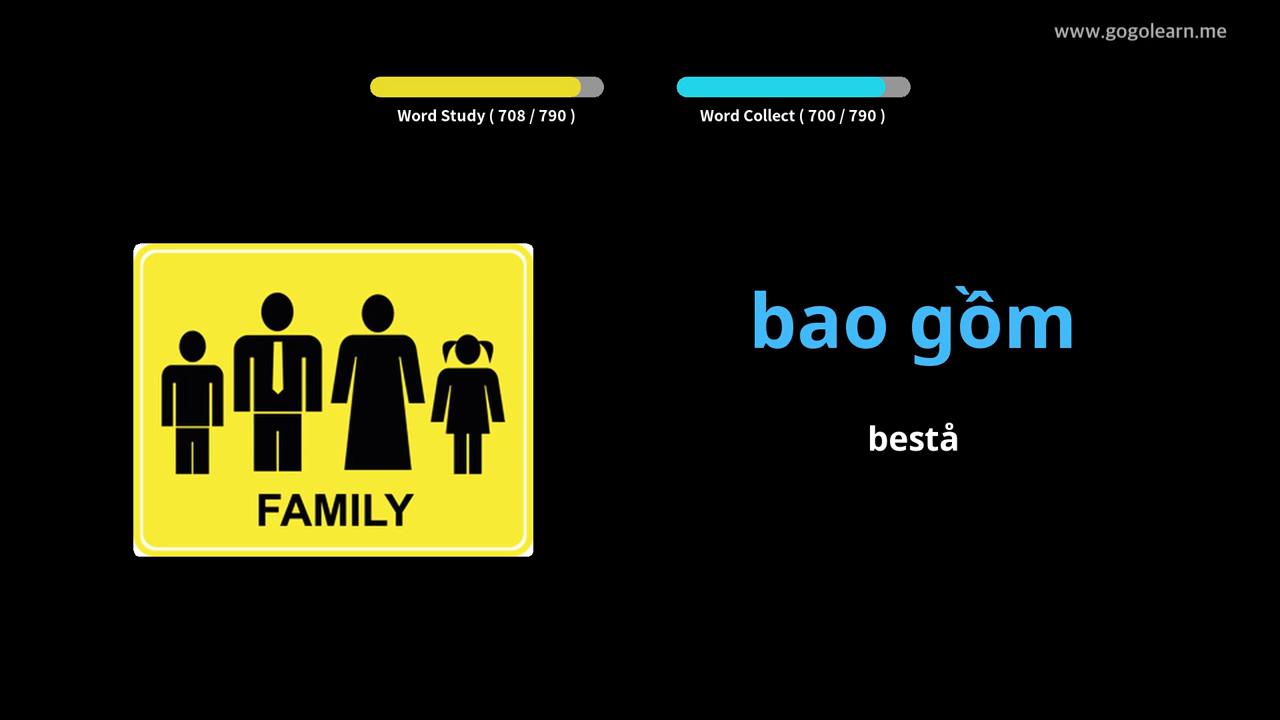 www.gogolearn.me
Word Study ( 708 / 790 )
Word Collect ( 700 / 790 )
bao gồm
bestå
FAMILY